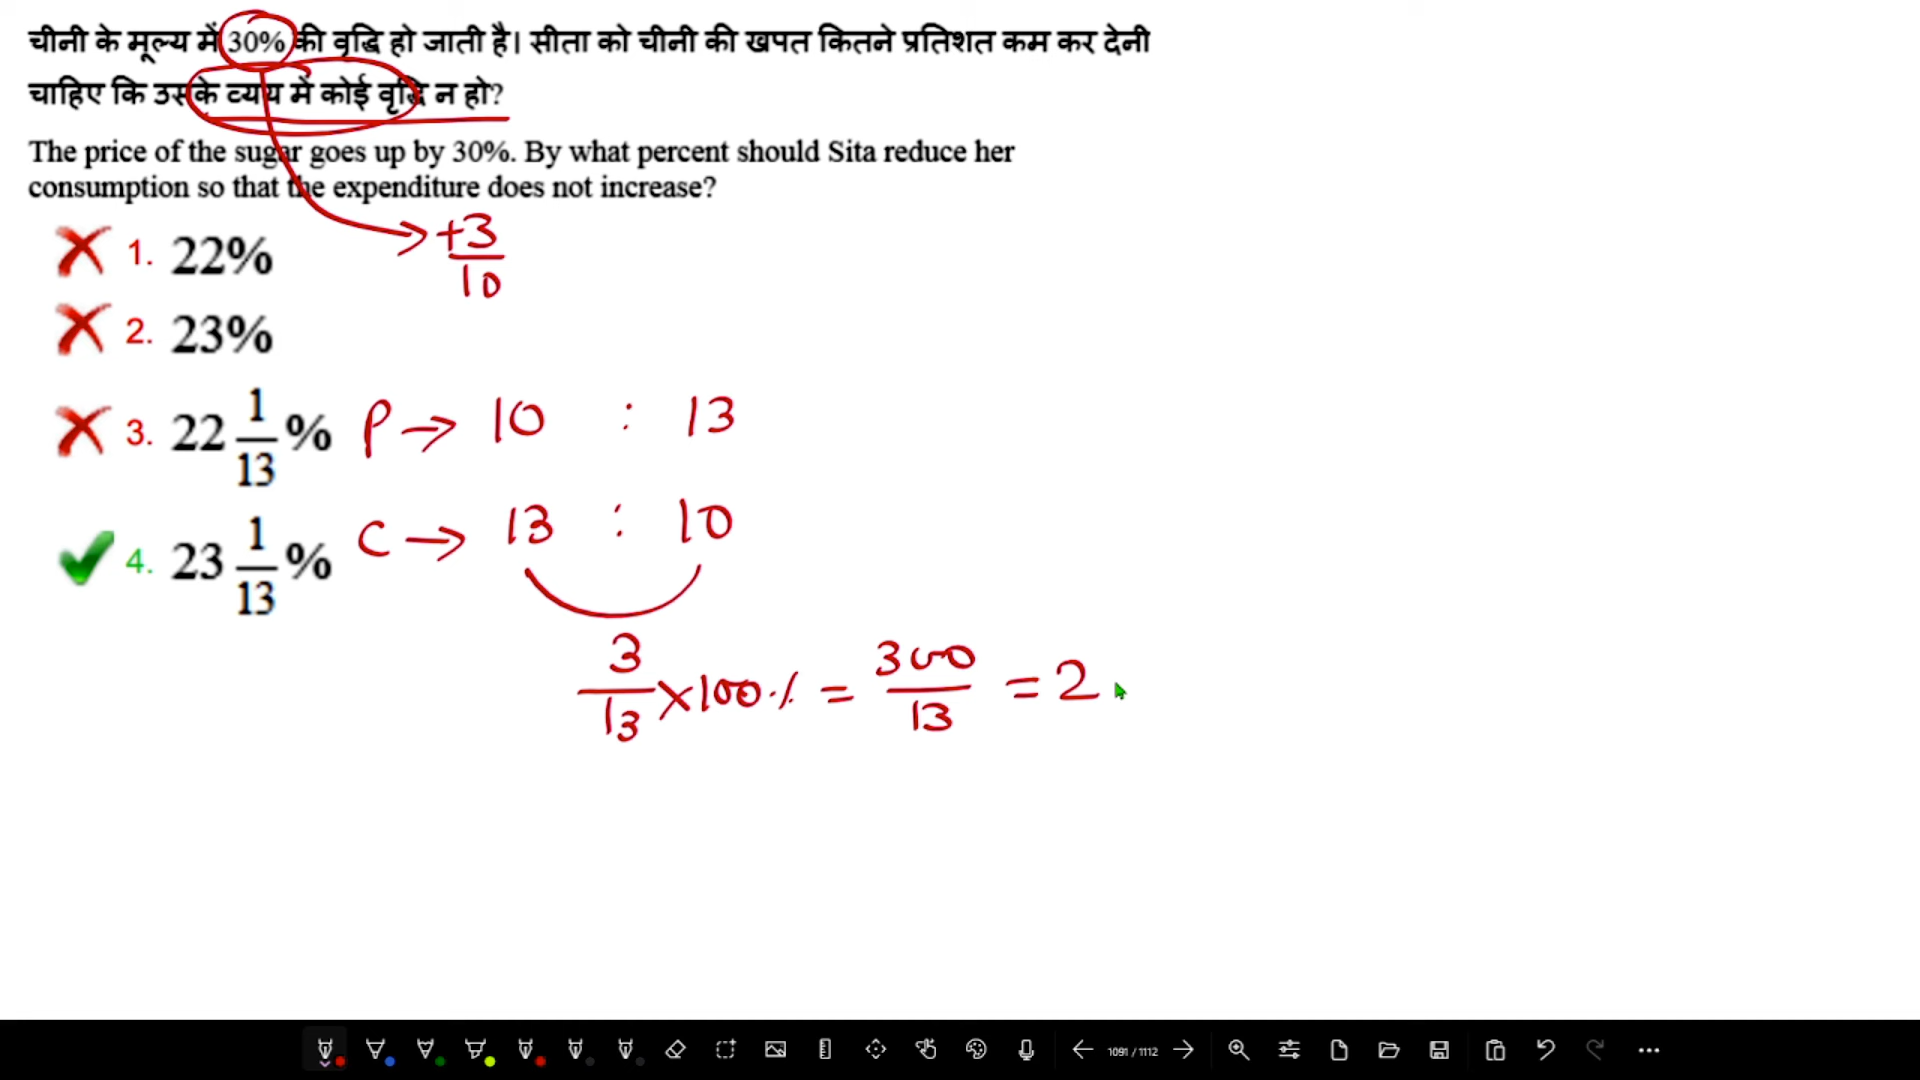 चीनी के मूल्य में 30% की वृद्धि हो जाती है। सीता को चीनी की खपत कितने प्रतिशत कम कर देनी
चाहिए कि उसके व्यय में कोई वृद्धि न हो?
The price of the sugar goes up by 30%. By what percent should Sita reduce her
consumption so that the expenditure does not increase?
+3/10
1. 22%
2. 23%
3. 22 1/13 %
P → 10 : 13
4. 23 1/13 %
C → 13 : 10
3/13 × 100% = 300/13 = 2
1091 / 1112